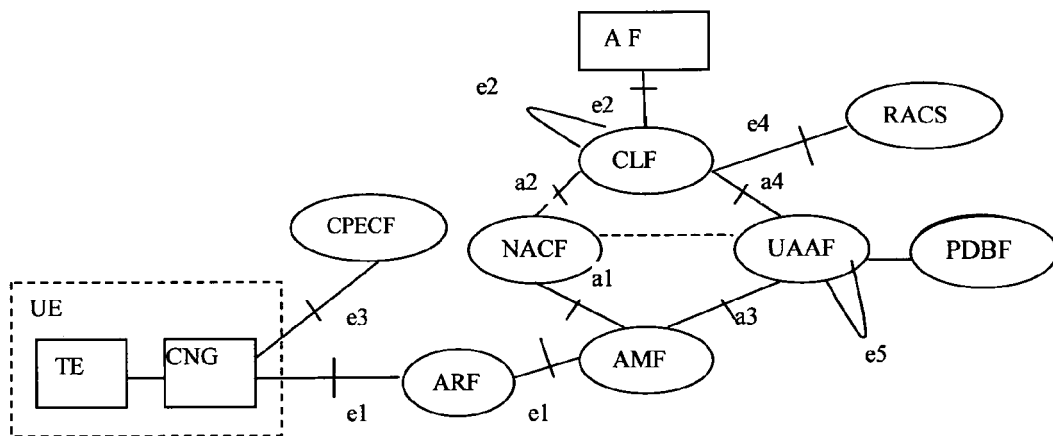 A F
e2
e2
e4
RACS
CLF
a2
a4
CPECF
NACF
UAAF
PDBF
a1
UE
e3
a3
TE
CNG
e5
ARF
AMF
e1
e1